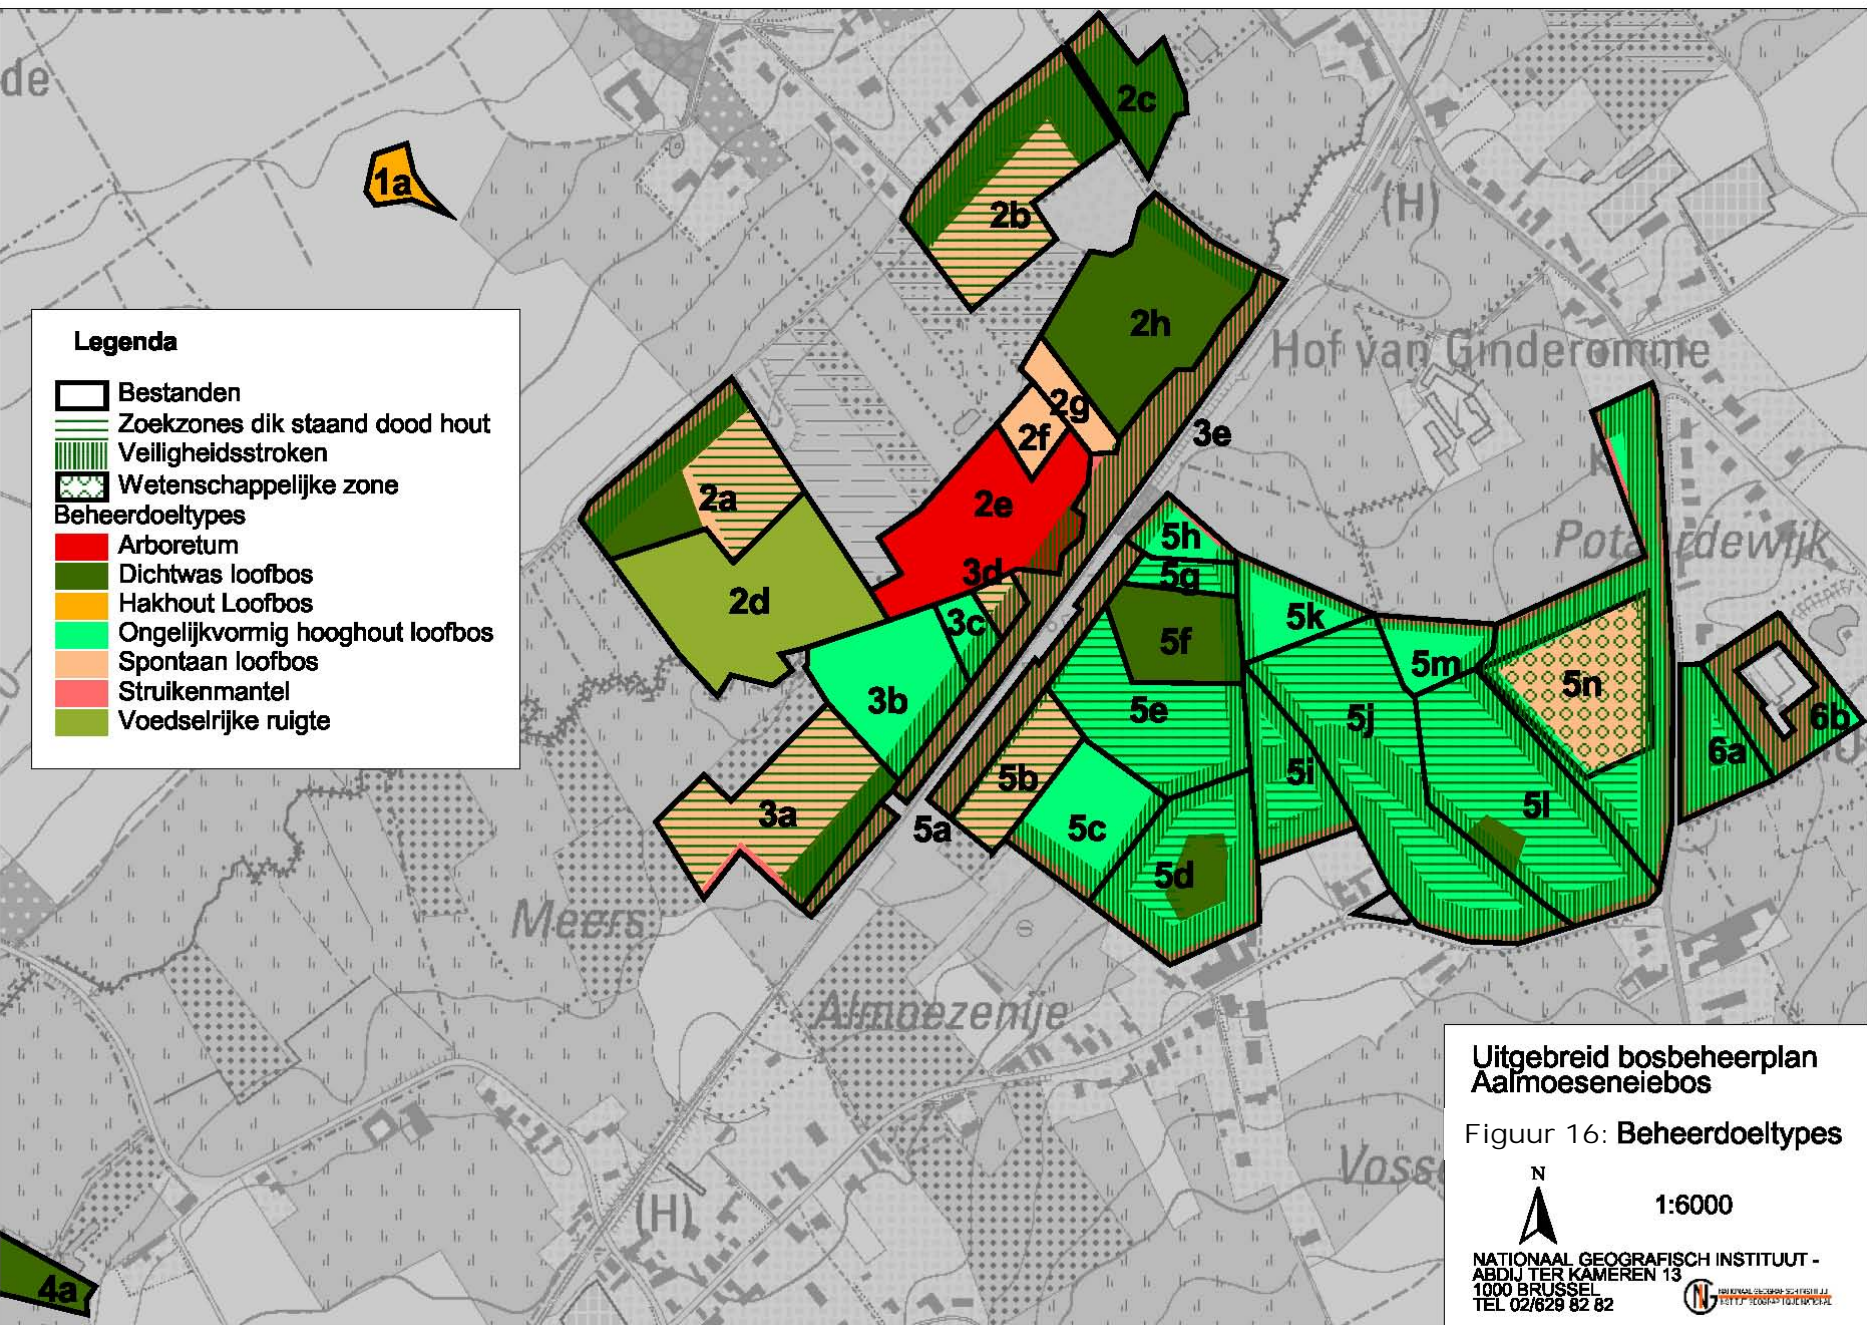 de
1a
2c
2b
(H)
2h
Hof van Ginderomme
Legenda
Bestanden
Zoekzones dik staand dood hout
Veiligheidsstroken
Wetenschappelijke zone
Beheerdoeltypes
Arboretum
Dichtwas loofbos
Hakhout Loofbos
Ongelijkvormig hooghout loofbos
Spontaan loofbos
Struikenmantel
Voedselrijke ruigte
2g
2f
3e
2a
2e
K
5h
Pota rdewijk
3d
5g
2d
3c
5k
5f
5m
5n
3b
5e
5j
6b
6a
5b
5i
3a
5a
5c
5l
5d
Meers
Almoezenije
Voss
(H)
4a
Uitgebreid bosbeheerplan
Aalmoeseneiebos
Figuur 16: Beheerdoeltypes
N
1:6000
NATIONAAL GEOGRAFISCH INSTITUUT -
ABDIJ TER KAMEREN 13
1000 BRUSSEL
TEL 02/629 82 82